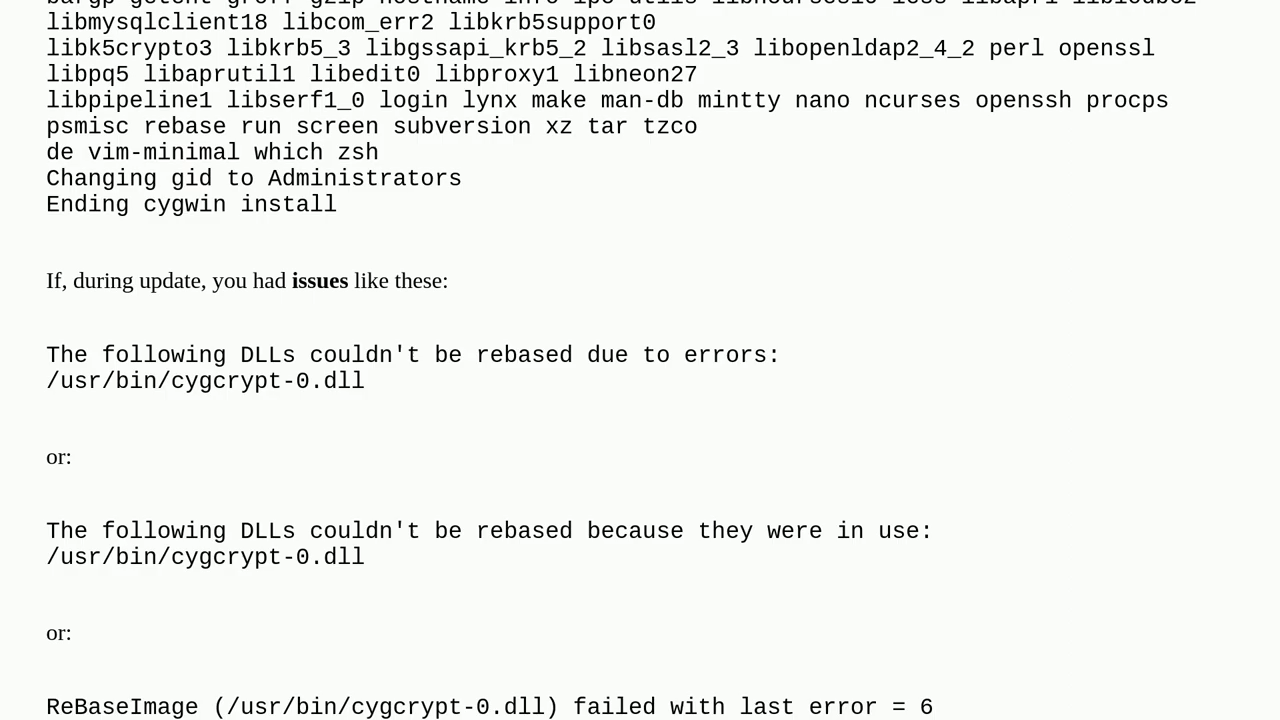 libmysqlclient18 libcom_err2 libkrb5support0
libk5crypto3 libkrb5_3 libgssapi_krb5_2 libsasl2_3 libopenldap2_4_2 perl openssl
libpq5 libaprutil1 libedit0 libproxy1 libneon27
libpipeline1 libserf1_0 login lynx make man-db mintty nano ncurses openssh procps
psmisc rebase run screen subversion xz tar tzco
de vim-minimal which zsh
Changing gid to Administrators
Ending cygwin install
If, during update, you had issues like these:
The following DLLs couldn't be rebased due to errors:
/usr/bin/cygcrypt-0.dll
or:
The following DLLs couldn't be rebased because they were in use:
/usr/bin/cygcrypt-0.dll
or:
ReBaseImage (/usr/bin/cygcrypt-0.dll) failed with last error = 6